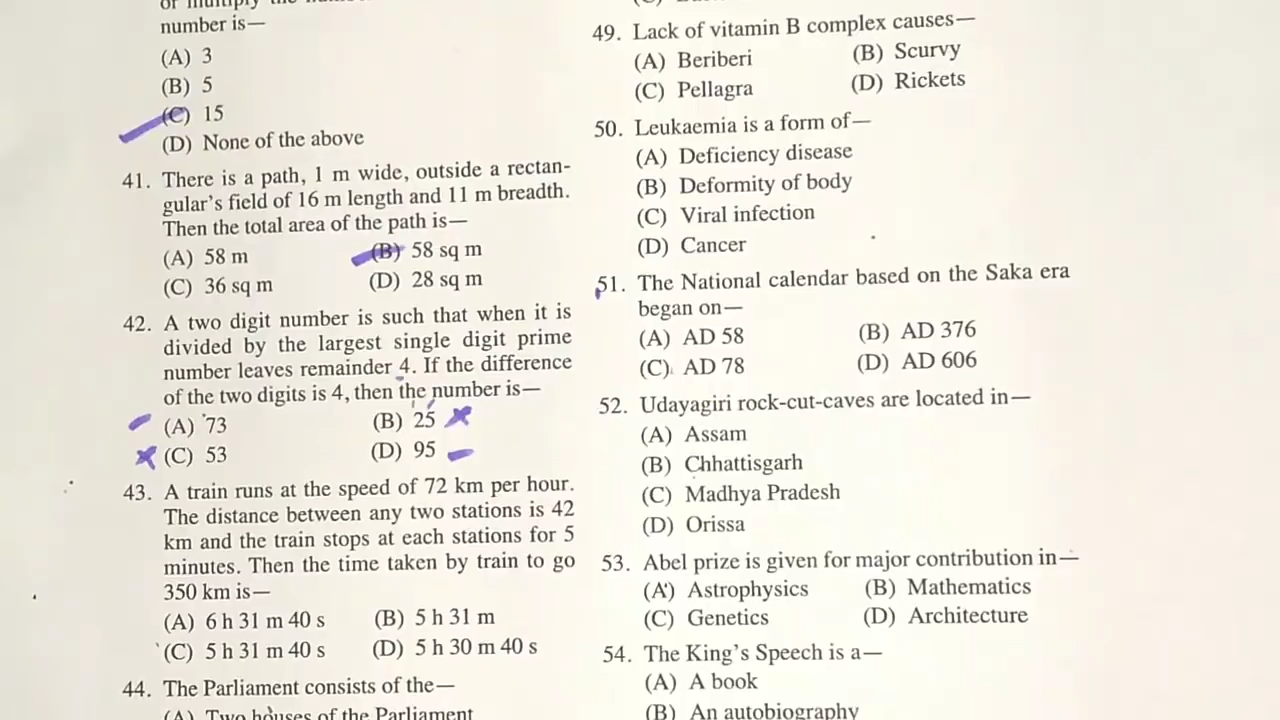 number is—
(A) 3
(B) 5
(C) 15
(D) None of the above
41. There is a path, 1 m wide, outside a rectan-
gular's field of 16 m length and 11 m breadth.
Then the total area of the path is—
(A) 58 m (B) 58 sq m
(C) 36 sq m (D) 28 sq m
42. A two digit number is such that when it is
divided by the largest single digit prime
number leaves remainder 4. If the difference
of the two digits is 4, then the number is—
(A) 73 (B) 25
(C) 53 (D) 95
43. A train runs at the speed of 72 km per hour.
The distance between any two stations is 42
km and the train stops at each stations for 5
minutes. Then the time taken by train to go
350 km is—
(A) 6 h 31 m 40 s (B) 5 h 31 m
(C) 5 h 31 m 40 s (D) 5 h 30 m 40 s
44. The Parliament consists of the—
(A) Two houses of the Parliament
49. Lack of vitamin B complex causes—
(A) Beriberi (B) Scurvy
(C) Pellagra (D) Rickets
50. Leukaemia is a form of—
(A) Deficiency disease
(B) Deformity of body
(C) Viral infection
(D) Cancer
51. The National calendar based on the Saka era
began on—
(A) AD 58 (B) AD 376
(C) AD 78 (D) AD 606
52. Udayagiri rock-cut-caves are located in—
(A) Assam
(B) Chhattisgarh
(C) Madhya Pradesh
(D) Orissa
53. Abel prize is given for major contribution in—
(A) Astrophysics (B) Mathematics
(C) Genetics (D) Architecture
54. The King's Speech is a—
(A) A book
(B) An autobiography